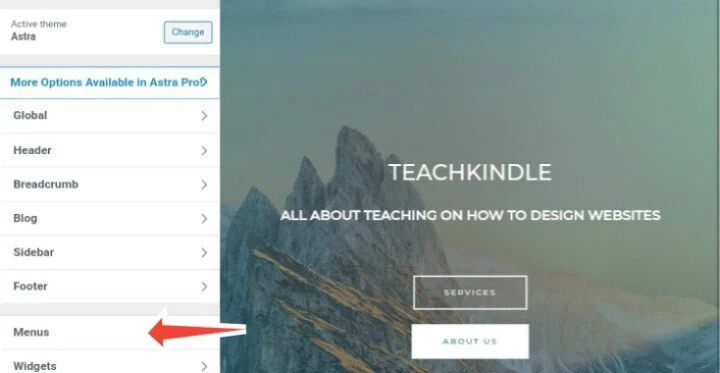 Active theme
Astra
Change
More Options Available in Astra Pro!
Global
Header
Breadcrumb
Blog
Sidebar
Footer
Menus
Widgets
TEACHKINDLE
ALL ABOUT TEACHING ON HOW TO DESIGN WEBSITES
SERVICES
ABOUT US